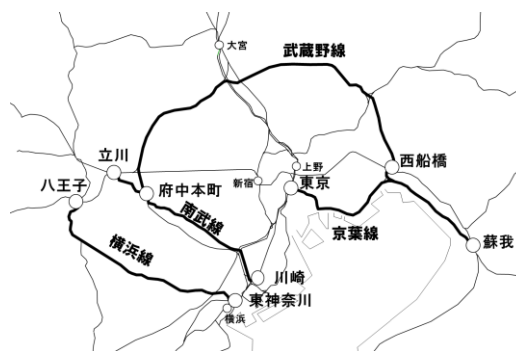 大宮
武蔵野線
立川
上野
西船橋
八王子
府中本町
新宿
東京
南武線
京葉線
横浜線
蘇我
川崎
東神奈川
横浜